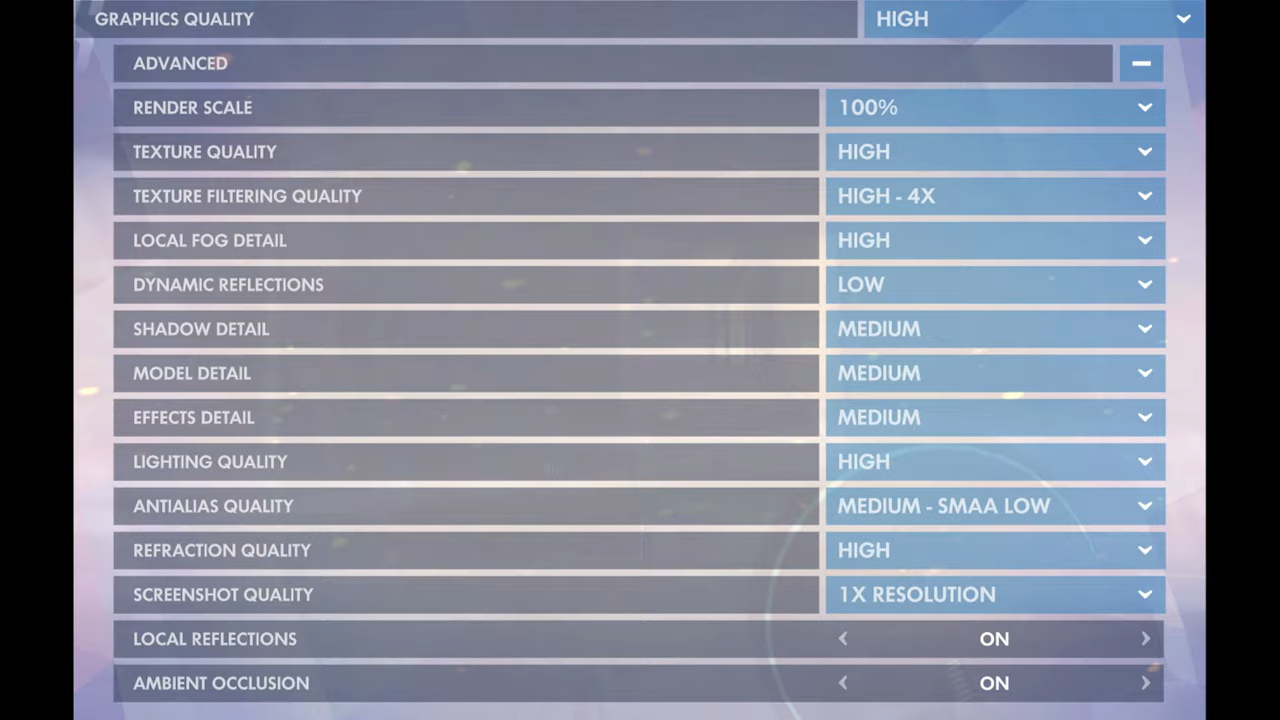 GRAPHICS QUALITY HIGH
ADVANCED
RENDER SCALE 100%
TEXTURE QUALITY HIGH
TEXTURE FILTERING QUALITY HIGH - 4X
LOCAL FOG DETAIL HIGH
DYNAMIC REFLECTIONS LOW
SHADOW DETAIL MEDIUM
MODEL DETAIL MEDIUM
EFFECTS DETAIL MEDIUM
LIGHTING QUALITY HIGH
ANTIALIAS QUALITY MEDIUM - SMAA LOW
REFRACTION QUALITY HIGH
SCREENSHOT QUALITY 1X RESOLUTION
LOCAL REFLECTIONS ON
AMBIENT OCCLUSION ON